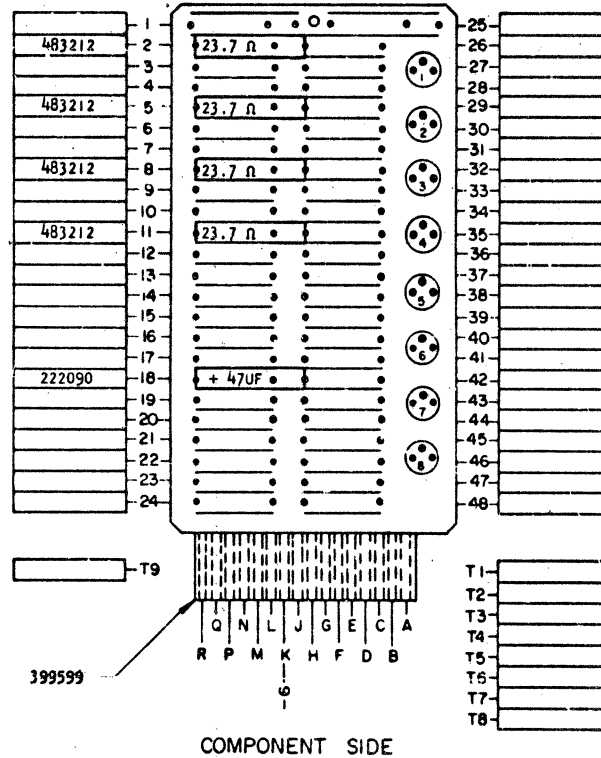 1 25
483212 2 23.7 Ω 26
3 27 1
4 28
483212 5 23.7 Ω 29
6 2 30
7 31
483212 8 23.7 Ω 32
9 3 33
10 34
483212 11 23.7 Ω 4 35
12 36
13 37
14 5 38
15 39
16 6 40
17 41
222090 18 + 47UF 42
19 7 43
20 44
21 45
22 8 46
23 47
24 48
T9
T1
T2
T3
T4
T5
T6
T7
T8
Q N L J G E C A
R P M K H F D B
-6-
399599
COMPONENT SIDE